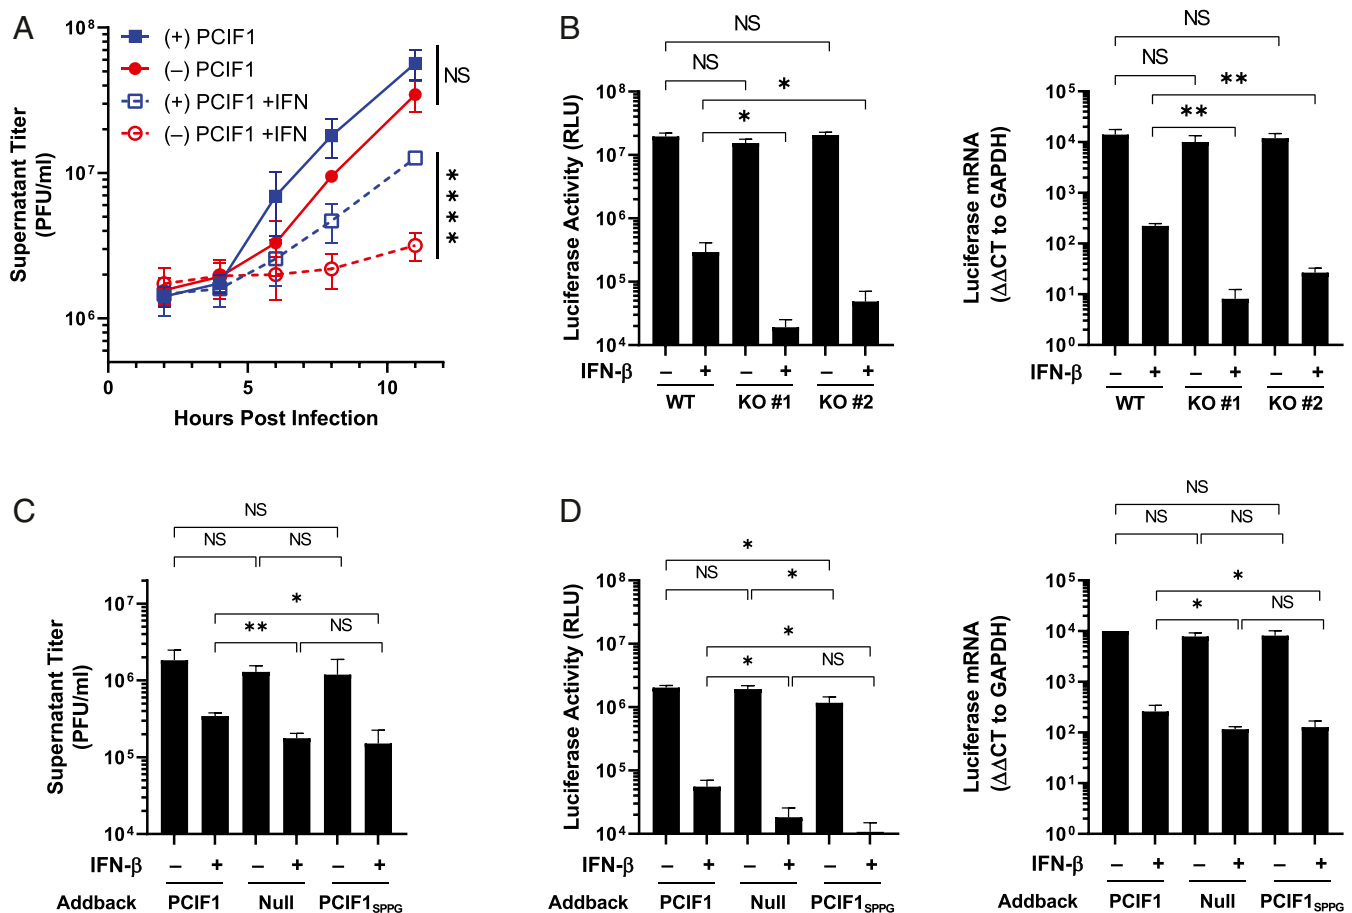 A
Supernatant Titer
(PFU/ml)
10⁸
10⁷
10⁶
(+) PCIF1
(–) PCIF1
(+) PCIF1 +IFN
(–) PCIF1 +IFN
NS
****
0 5 10
Hours Post Infection
B
NS
NS
*
*
Luciferase Activity (RLU)
10⁸
10⁷
10⁶
10⁵
10⁴
IFN-β – + – + – +
WT KO #1 KO #2
NS
NS
**
**
Luciferase mRNA
(ΔΔCT to GAPDH)
10⁵
10⁴
10³
10²
10¹
10⁰
IFN-β – + – + – +
WT KO #1 KO #2
C
NS
NS NS
*
** NS
Supernatant Titer
(PFU/ml)
10⁷
10⁶
10⁵
10⁴
IFN-β – + – + – +
Addback PCIF1 Null PCIF1SPPG
D
*
NS *
*
* NS
Luciferase Activity (RLU)
10⁸
10⁷
10⁶
10⁵
10⁴
IFN-β – + – + – +
Addback PCIF1 Null PCIF1SPPG
NS
NS NS
*
* NS
Luciferase mRNA
(ΔΔCT to GAPDH)
10⁵
10⁴
10³
10²
10¹
10⁰
IFN-β – + – + – +
Addback PCIF1 Null PCIF1SPPG